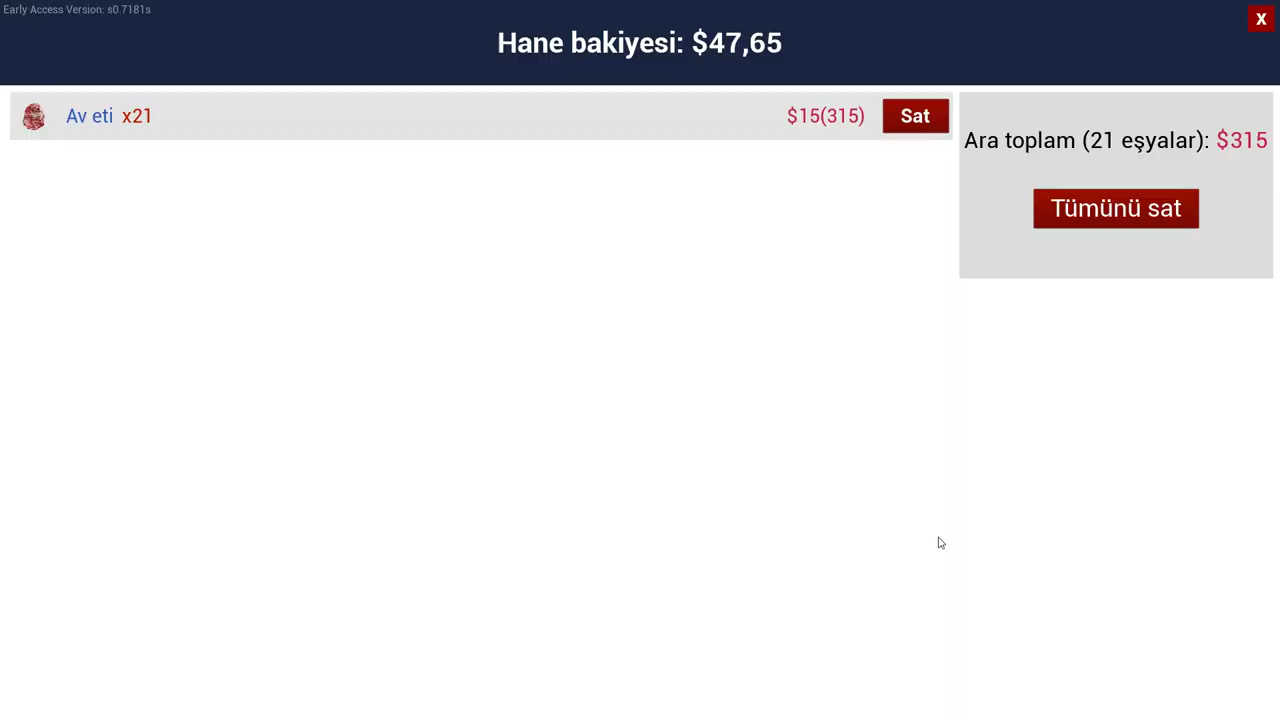 Early Access Version: s0.7181s
X
Hane bakiyesi: $47,65
Av eti x21 $15(315) Sat
Ara toplam (21 eşyalar): $315
Tümünü sat